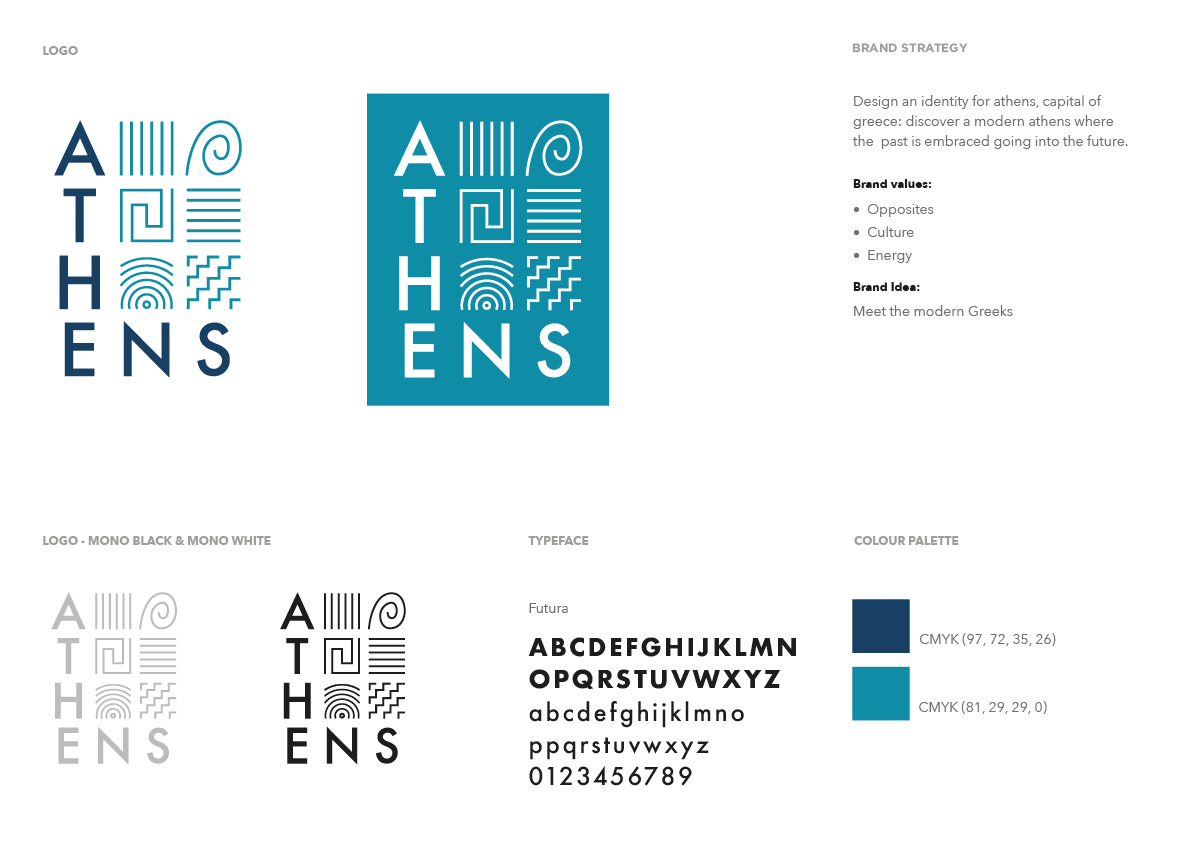 LOGO
A
T
H
E N S
A
T
H
E N S
BRAND STRATEGY
Design an identity for athens, capital of
greece: discover a modern athens where
the  past is embraced going into the future.
Brand values:
• Opposites
• Culture
• Energy
Brand Idea:
Meet the modern Greeks
LOGO - MONO BLACK & MONO WHITE
A
T
H
E N S
A
T
H
E N S
TYPEFACE
Futura
ABCDEFGHIJKLMN
OPQRSTUVWXYZ
abcdefghijklmno
ppqrstuvwxyz
0123456789
COLOUR PALETTE
CMYK (97, 72, 35, 26)
CMYK (81, 29, 29, 0)